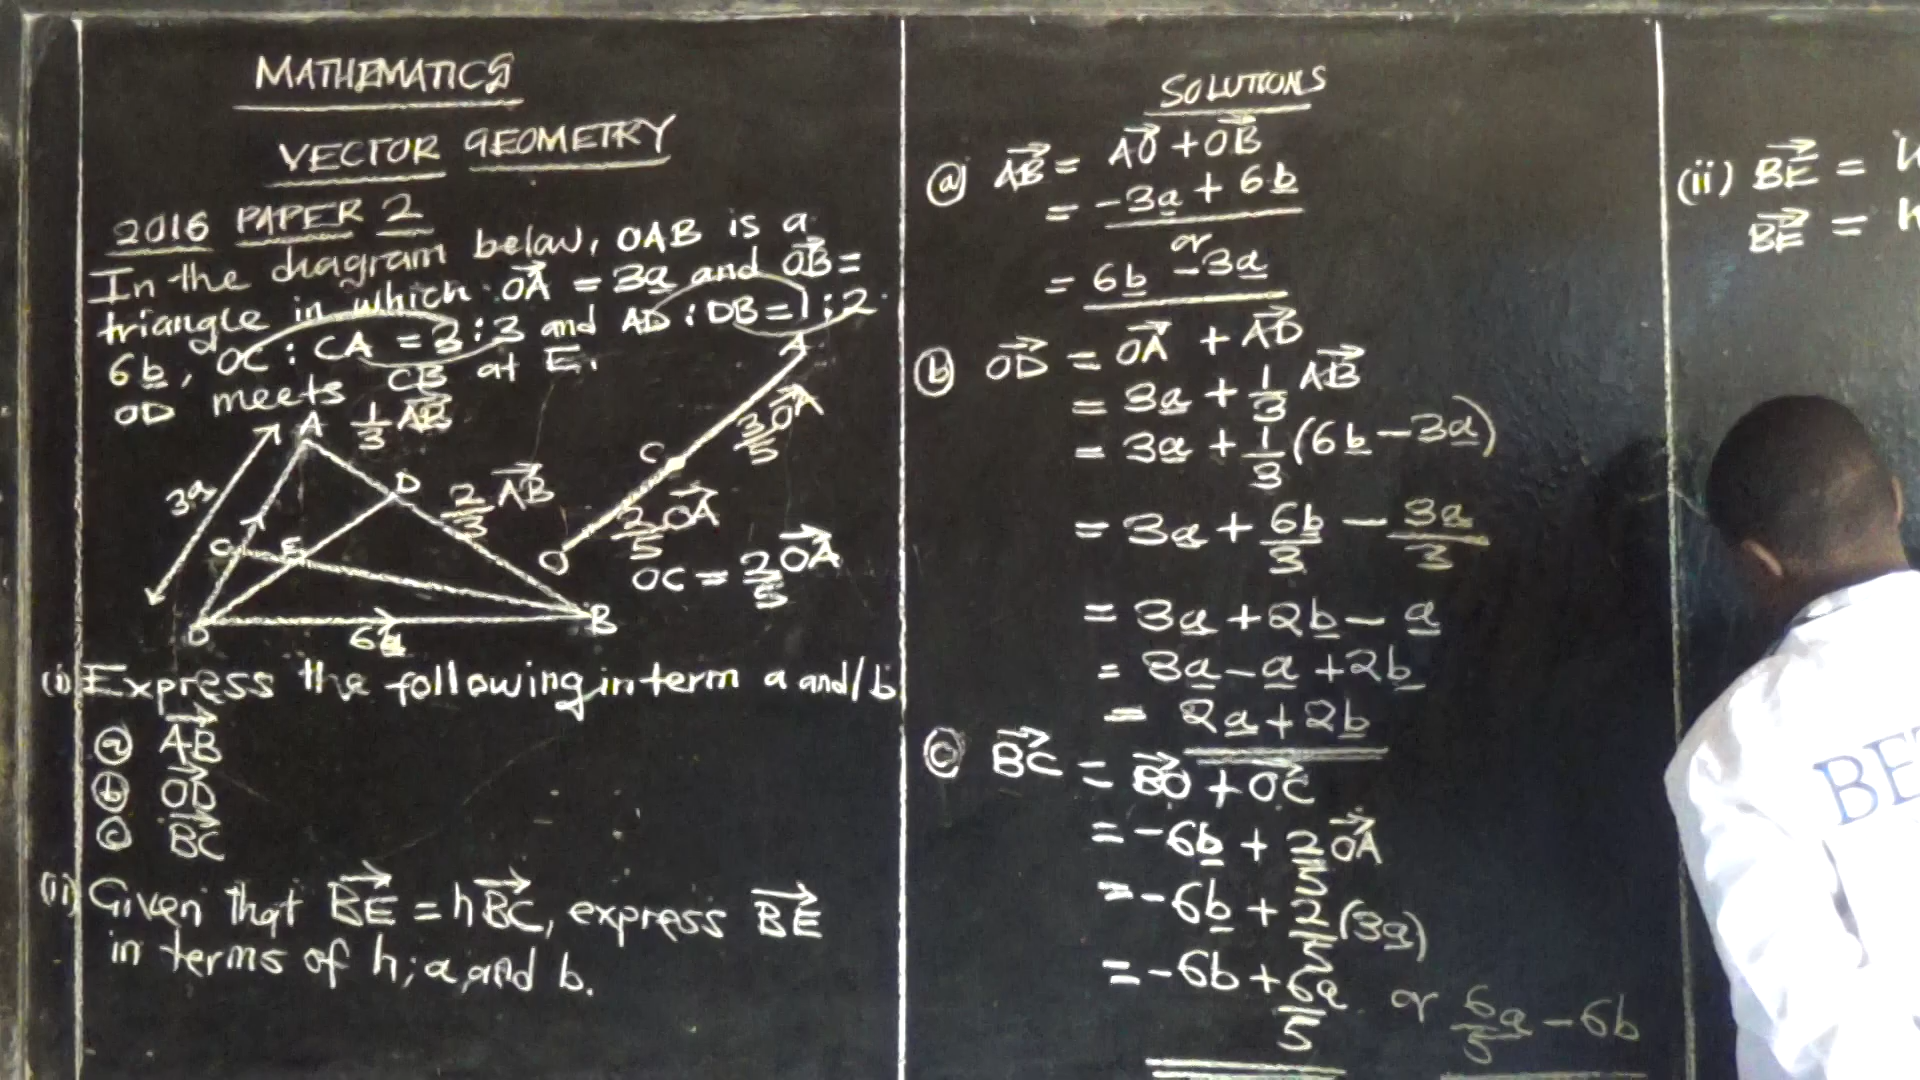 MATHEMATICS
VECTOR GEOMETRY
2016 PAPER 2
In the diagram below, OAB is a
triangle in which OA⃗ = 3a and OB⃗ =
6b, OC : CA = 3:3 and AD : DB = 1:2
OD meets CB at E.
A 1/3 AB⃗
3a
D 2/3 AB⃗
C E
O B
6b
A
3/5 OA⃗
C
2/5 OA⃗
O
OC = 2/5 OA⃗
(i) Express the following in term a and/b
(a) AB⃗
(b) OD⃗
(c) BC⃗
(ii) Given that BE⃗ = hBC⃗, express BE⃗
in terms of h, a, and b.
SOLUTIONS
(a) AB⃗ = AO⃗ + OB⃗
= -3a + 6b
or
= 6b - 3a
(b) OD⃗ = OA⃗ + AD⃗
= 3a + 1/3 AB⃗
= 3a + 1/3 (6b - 3a)
= 3a + 6b/3 - 3a/3
= 3a + 2b - a
= 3a - a + 2b
= 2a + 2b
(c) BC⃗ = BO⃗ + OC⃗
= -6b + 2/5 OA⃗
= -6b + 2/5 (3a)
= -6b + 6a/5 or 6/5 a - 6b
(ii) BE⃗ =
BE⃗ =